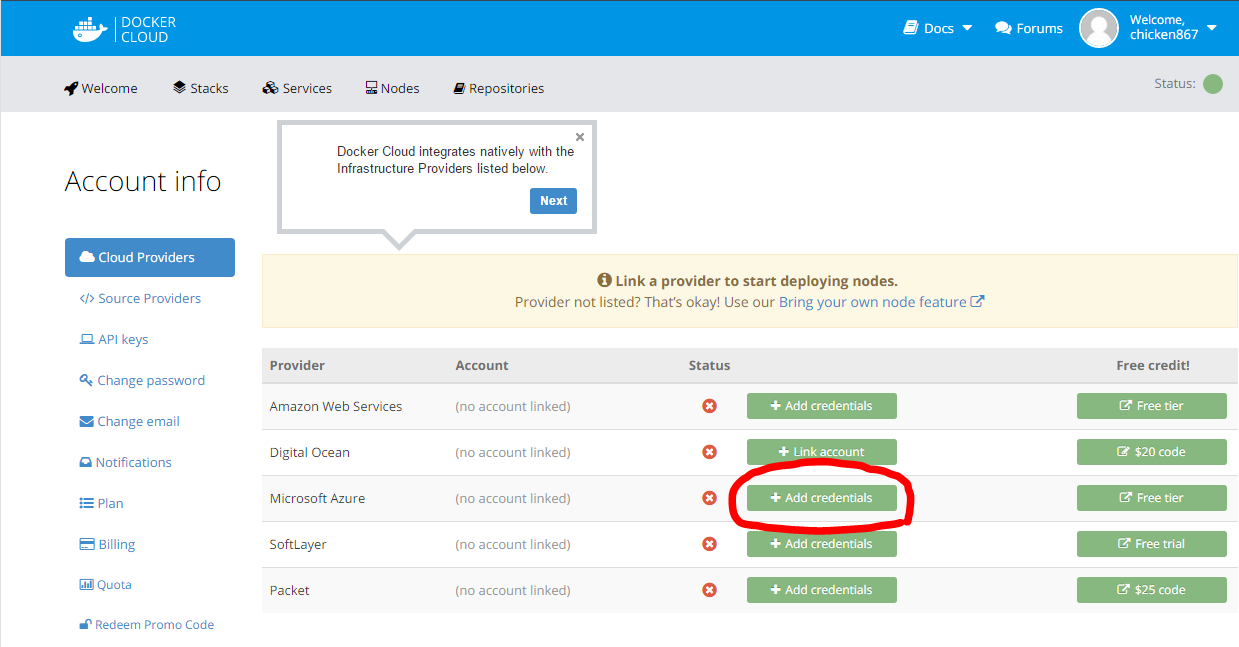 DOCKER
CLOUD
Docs
Forums
Welcome,
chicken867
Welcome
Stacks
Services
Nodes
Repositories
Status:
Docker Cloud integrates natively with the
Infrastructure Providers listed below.
Next
Account info
Cloud Providers
Source Providers
API keys
Change password
Change email
Notifications
Plan
Billing
Quota
Redeem Promo Code
Link a provider to start deploying nodes.
Provider not listed? That's okay! Use our Bring your own node feature
Provider Account Status Free credit!
Amazon Web Services (no account linked) Add credentials Free tier
Digital Ocean (no account linked) Link account $20 code
Microsoft Azure (no account linked) Add credentials Free tier
SoftLayer (no account linked) Add credentials Free trial
Packet (no account linked) Add credentials $25 code